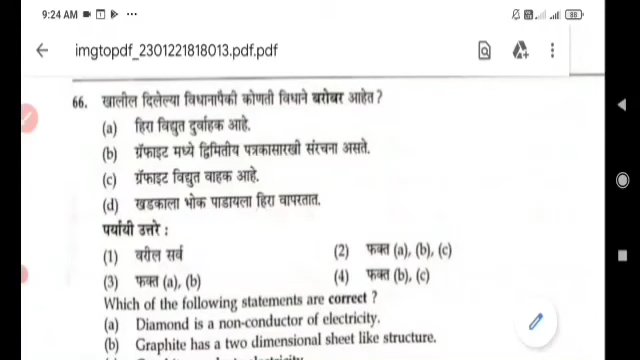 9:24 AM
88
imgtopdf_2301221818013.pdf.pdf
66. खालील दिलेल्या विधानापैकी कोणती विधाने बरोबर आहेत ?
(a) हिरा विद्युत दुर्वाहक आहे.
(b) ग्रॅफाइट मध्ये द्विमितीय पत्रकासारखी संरचना असते.
(c) ग्रॅफाइट विद्युत वाहक आहे.
(d) खडकाला भोक पाडायला हिरा वापरतात.
पर्यायी उत्तरे :
(1) वरील सर्व (2) फक्त (a), (b), (c)
(3) फक्त (a), (b) (4) फक्त (b), (c)
Which of the following statements are correct ?
(a) Diamond is a non-conductor of electricity.
(b) Graphite has a two dimensional sheet like structure.